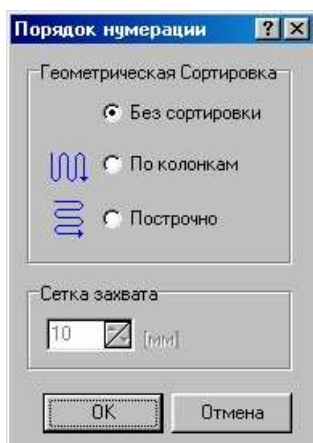 Порядок нумерации
Геометрическая Сортировка
Без сортировки
По колонкам
Построчно
Сетка захвата
10 [мм]
OK Отмена